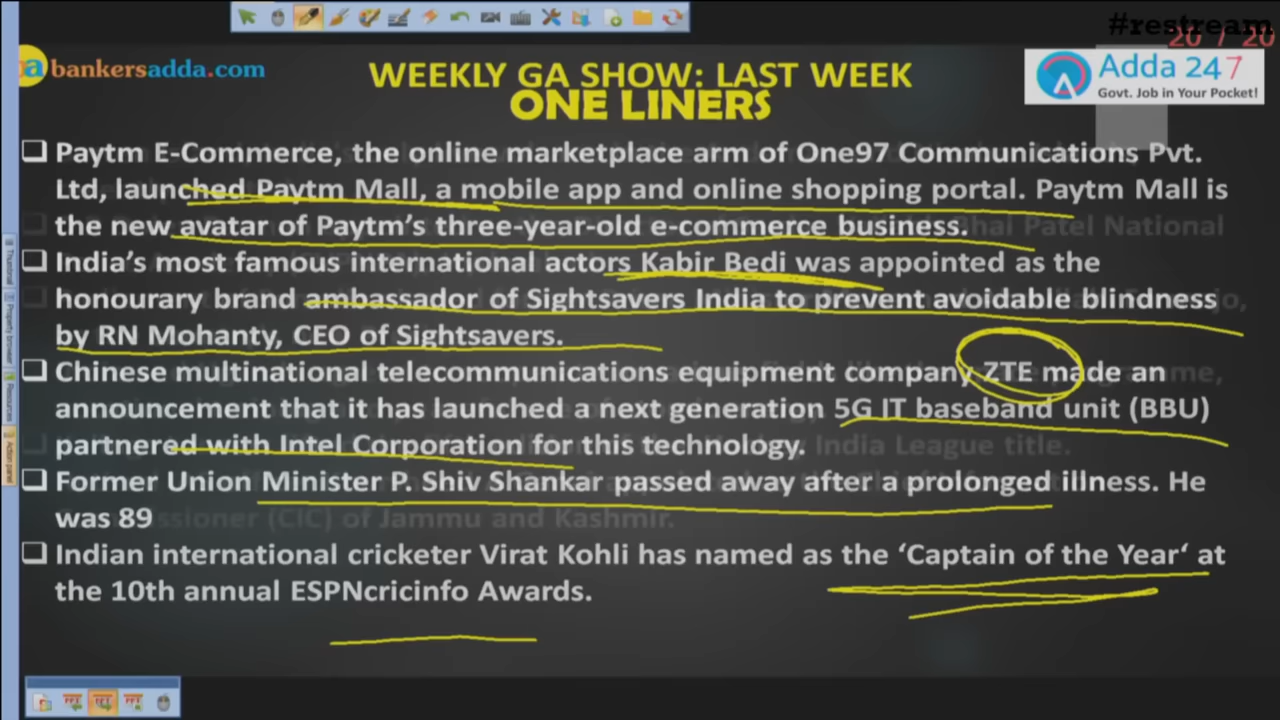 #restream
20 / 20
bankersadda.com
Adda 247
Govt. Job in Your Pocket!
WEEKLY GA SHOW: LAST WEEK
ONE LINERS
Paytm E-Commerce, the online marketplace arm of One97 Communications Pvt.
Ltd, launched Paytm Mall, a mobile app and online shopping portal. Paytm Mall is
the new avatar of Paytm's three-year-old e-commerce business.
India's most famous international actors Kabir Bedi was appointed as the
honourary brand ambassador of Sightsavers India to prevent avoidable blindness
by RN Mohanty, CEO of Sightsavers.
Chinese multinational telecommunications equipment company ZTE made an
announcement that it has launched a next generation 5G IT baseband unit (BBU)
partnered with Intel Corporation for this technology.
Former Union Minister P. Shiv Shankar passed away after a prolonged illness. He
was 89
Indian international cricketer Virat Kohli has named as the ‘Captain of the Year‘ at
the 10th annual ESPNcricinfo Awards.
Thumbnail
Property browser
Resources
Action panel